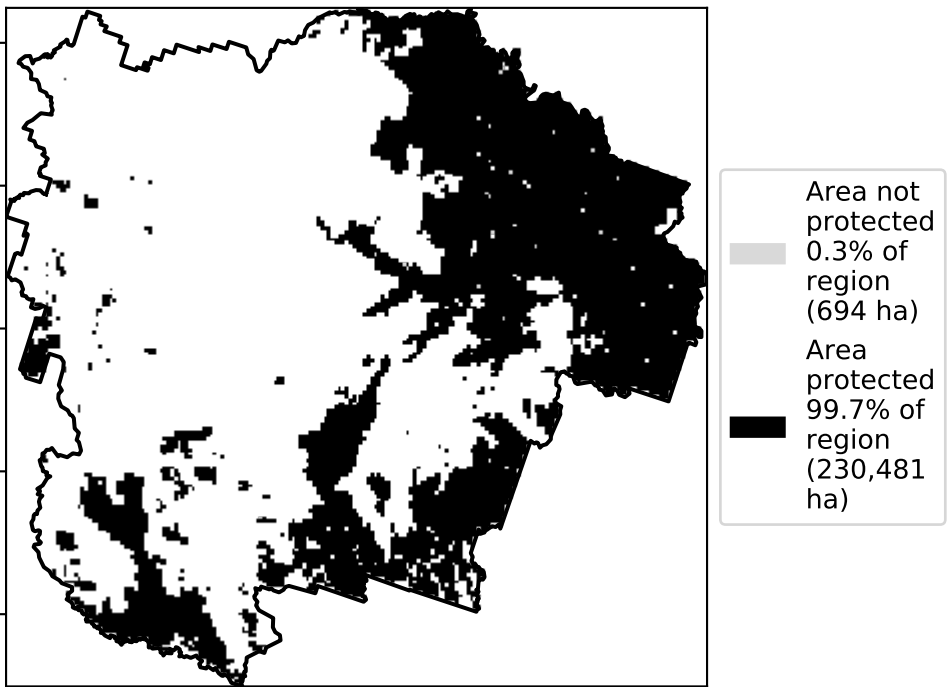 Area not
protected
0.3% of
region
(694 ha)
Area
protected
99.7% of
region
(230,481
ha)